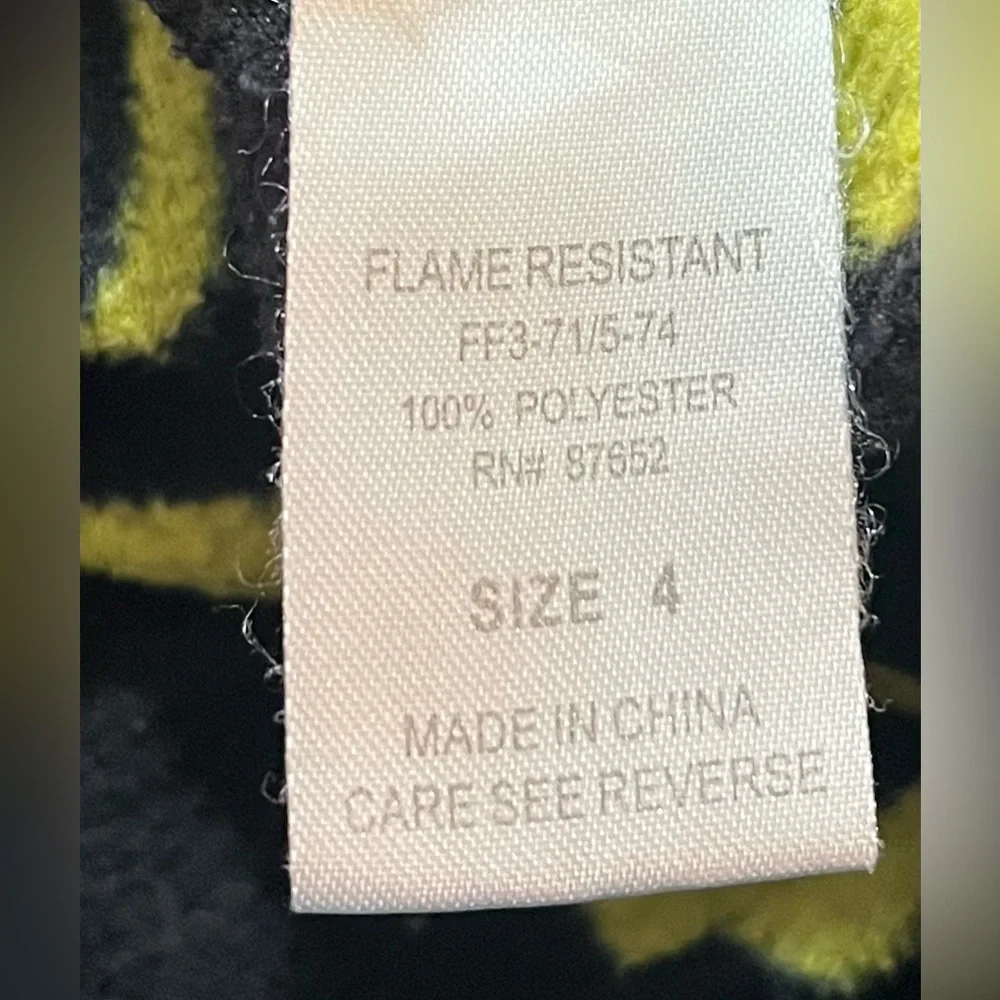 FLAME RESISTANT
FF3-71/5-74
100% POLYESTER
RN# 87652
SIZE 4
MADE IN CHINA
CARE SEE REVERSE